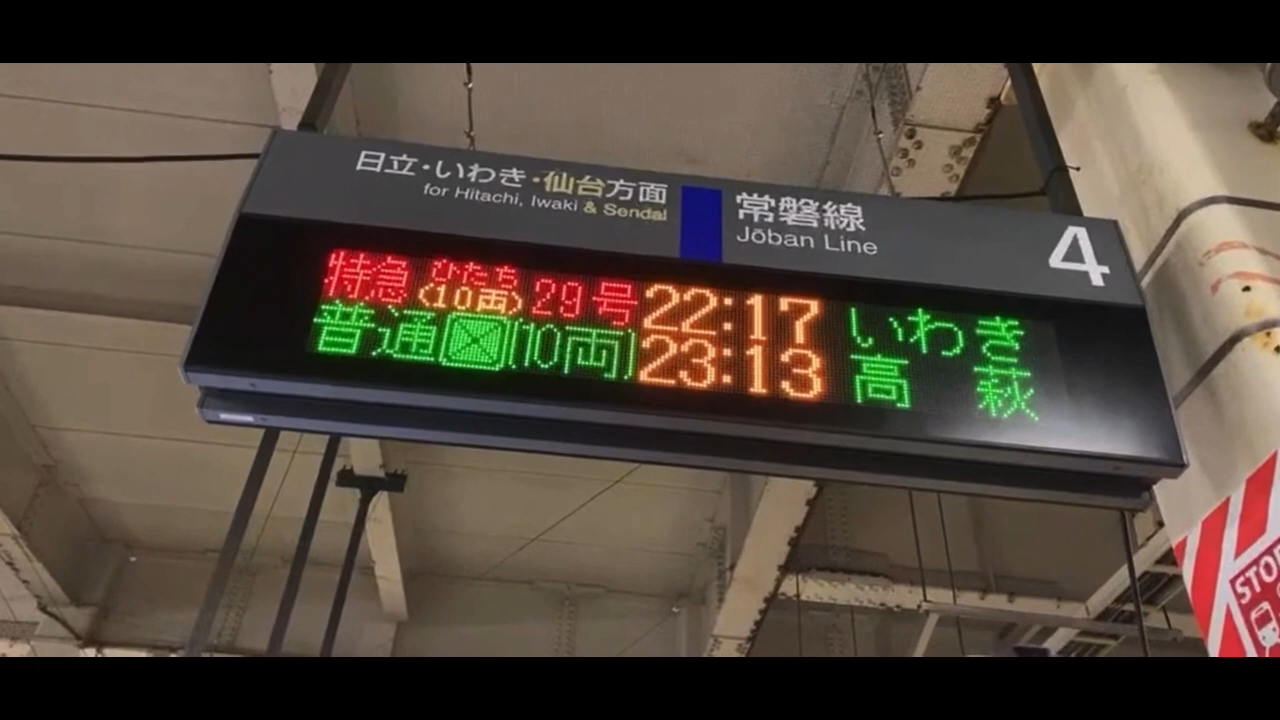 日立・いわき・仙台方面
for Hitachi, Iwaki & Sendai
常磐線
Jōban Line
4
特急 ひたち 29号 22:17 いわき
(10両)
普通 (10両) 23:13 高萩
STOP